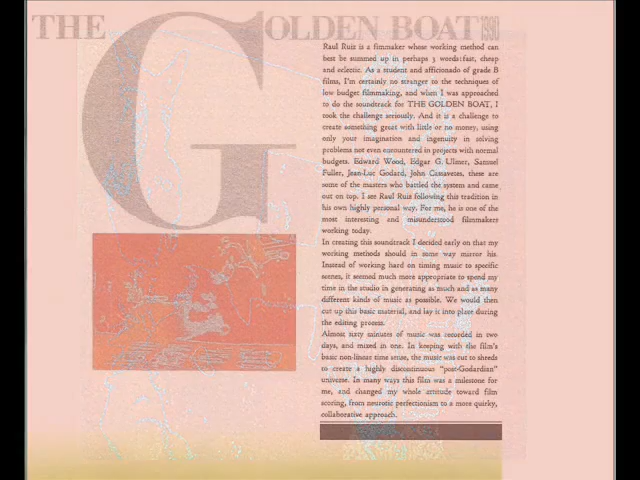 THE GOLDEN BOAT 1990
Raul Ruiz is a fimmaker whose working method can
best be summed up in perhaps 3 words: fast, cheap
and eclectic. As a student and afficionado of grade B
films, I'm certainly no stranger to the techniques of
low budget filmmaking, and when I was approached
to do the soundtrack for THE GOLDEN BOAT, I
took the challenge seriously. And it is a challenge to
create something great with little or no money, using
only your imagination and ingenuity in solving
problems not even encountered in projects with normal
budgets. Edward Wood, Edgar G. Ulmer, Samuel
Fuller, Jean-Luc Godard, John Cassavetes, these are
some of the masters who battled the system and came
out on top. I see Raul Ruiz following this tradition in
his own highly personal way. For me, he is one of the
most interesting and misunderstood filmmakers
working today.
In creating this soundtrack I decided early on that my
working methods should in some way mirror his.
Instead of working hard on timing music to specific
scenes, it seemed much more appropriate to spend my
time in the studio in generating as much and as many
different kinds of music as possible. We would then
cut up this basic material, and lay it into place during
the editing process.
Almost sixty minutes of music was recorded in two
days, and mixed in one. In keeping with the film's
basic non-linear time sense, the music was cut to shreds
to create a highly discontinuous "post-Godardian"
universe. In many ways this film was a milestone for
me, and changed my whole attitude toward film
scoring, from neurotic perfectionism to a more quirky,
collaborative approach.